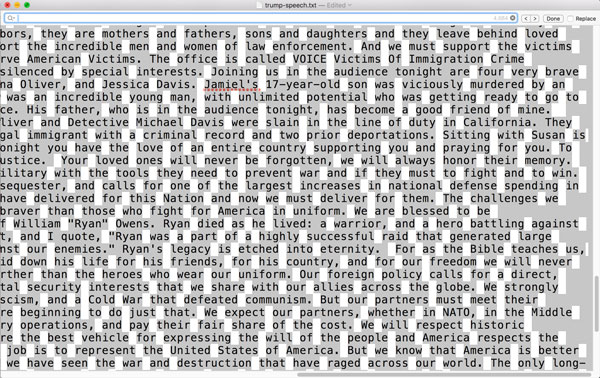 trump-speech.txt — Edited
4,664
Done
Replace
bors, they are mothers and fathers, sons and daughters and they leave behind loved
ort the incredible men and women of law enforcement. And we must support the victims
rve American Victims. The office is called VOICE Victims Of Immigration Crime
silenced by special interests. Joining us in the audience tonight are four very brave
na Oliver, and Jessica Davis. Jamiel's 17-year-old son was viciously murdered by an
was an incredible young man, with unlimited potential who was getting ready to go to
ce. His father, who is in the audience tonight, has become a good friend of mine.
liver and Detective Michael Davis were slain in the line of duty in California. They
gal immigrant with a criminal record and two prior deportations. Sitting with Susan is
onight you have the love of an entire country supporting you and praying for you. To
ustice. Your loved ones will never be forgotten, we will always honor their memory.
ilitary with the tools they need to prevent war and if they must to fight and to win.
sequester, and calls for one of the largest increases in national defense spending in
have delivered for this Nation and now we must deliver for them. The challenges we
braver than those who fight for America in uniform. We are blessed to be
f William "Ryan" Owens. Ryan died as he lived: a warrior, and a hero battling against
t, and I quote, "Ryan was a part of a highly successful raid that generated large
nst our enemies." Ryan's legacy is etched into eternity. For as the Bible teaches us,
id down his life for his friends, for his country, and for our freedom we will never
rther than the heroes who wear our uniform. Our foreign policy calls for a direct,
tal security interests that we share with our allies across the globe. We strongly
scism, and a Cold War that defeated communism. But our partners must meet their
re beginning to do just that. We expect our partners, whether in NATO, in the Middle
ry operations, and pay their fair share of the cost. We will respect historic
re the best vehicle for expressing the will of the people and America respects the
job is to represent the United States of America. But we know that America is better
we have seen the war and destruction that have raged across our world. The only long-